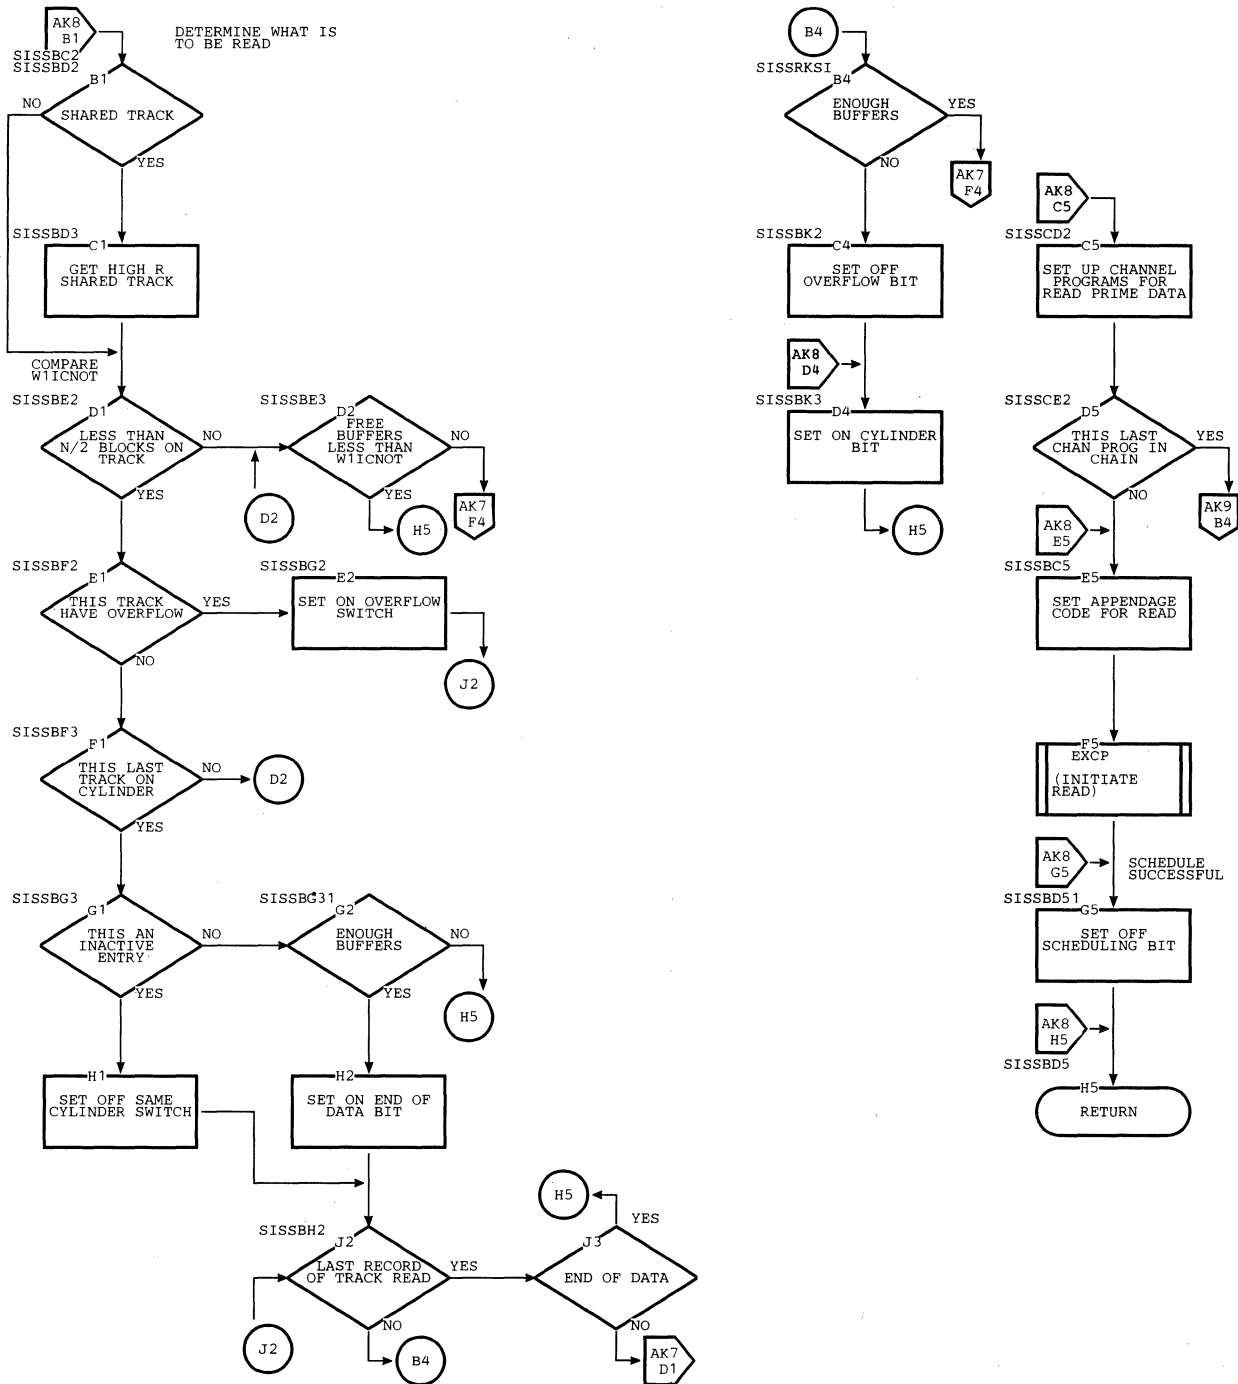 AK8
B1
DETERMINE WHAT IS
TO BE READ
SISSBC2
SISSBD2
B1
NO
SHARED TRACK
YES
SISSBD3
C1
GET HIGH R
SHARED TRACK
COMPARE
W1ICNOT
SISSBE2
D1
LESS THAN
N/2 BLOCKS ON
TRACK
NO
YES
SISSBE3
D2
FREE
BUFFERS
LESS THAN
W1ICNOT
NO
YES
D2
H5
AK7
F4
SISSBF2
E1
THIS TRACK
HAVE OVERFLOW
YES
NO
SISSBG2
E2
SET ON OVERFLOW
SWITCH
J2
SISSBF3
F1
THIS LAST
TRACK ON
CYLINDER
NO
D2
YES
SISSBG3
G1
THIS AN
INACTIVE
ENTRY
NO
YES
SISSBG31
G2
ENOUGH
BUFFERS
NO
YES
H5
H1
SET OFF SAME
CYLINDER SWITCH
H2
SET ON END OF
DATA BIT
SISSBH2
J2
LAST RECORD
OF TRACK READ
YES
NO
J2
B4
H5
YES
J3
END OF DATA
NO
AK7
D1
B4
SISSRKSI
B4
ENOUGH
BUFFERS
YES
NO
AK7
F4
SISSBK2
C4
SET OFF
OVERFLOW BIT
AK8
D4
SISSBK3
D4
SET ON CYLINDER
BIT
H5
AK8
C5
SISSCD2
C5
SET UP CHANNEL
PROGRAMS FOR
READ PRIME DATA
SISSCE2
D5
THIS LAST
CHAN PROG IN
CHAIN
YES
NO
AK9
B4
AK8
E5
SISSBC5
E5
SET APPENDAGE
CODE FOR READ
F5
EXCP
(INITIATE
READ)
AK8
G5
SCHEDULE
SUCCESSFUL
SISSBD51
G5
SET OFF
SCHEDULING BIT
AK8
H5
SISSBD5
H5
RETURN